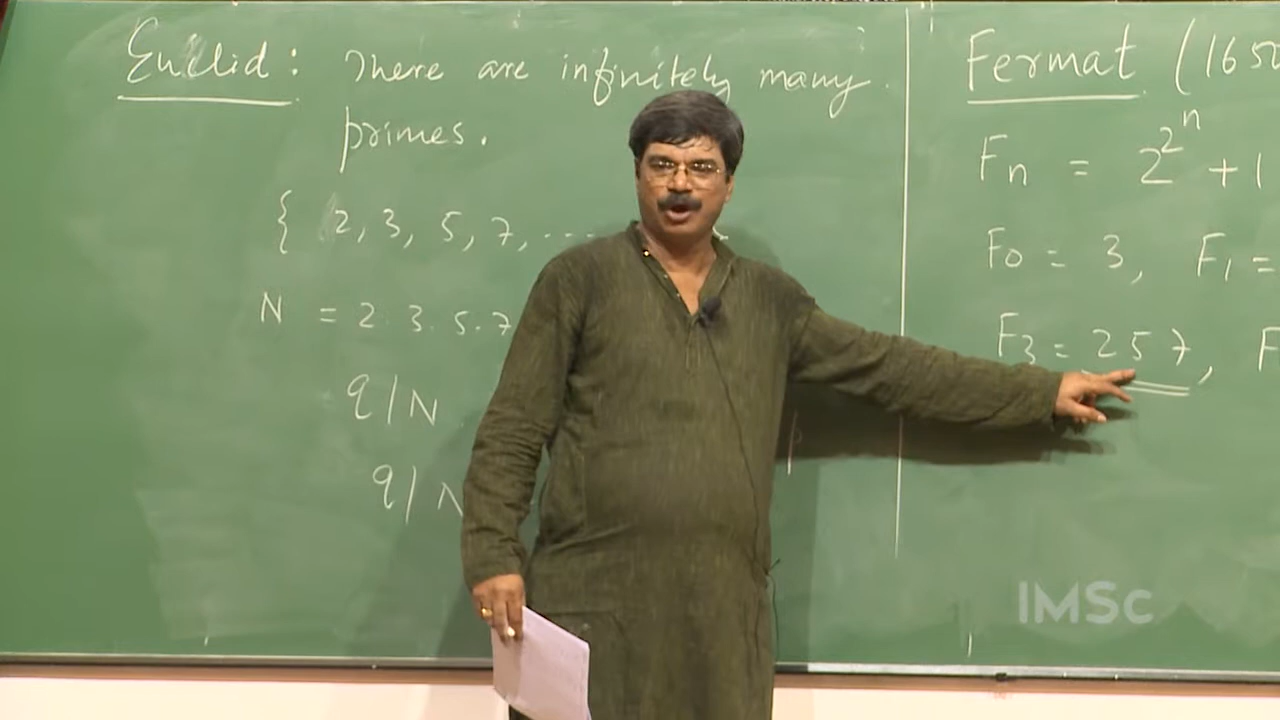 Euclid: There are infinitely many
primes.
{ 2, 3, 5, 7, ...
N = 2.3.5.7
q/N
q/N
Fermat (165
Fₙ = 2^2^n + 1
F₀ = 3, F₁ =
F₃ = 257, F
IMSc